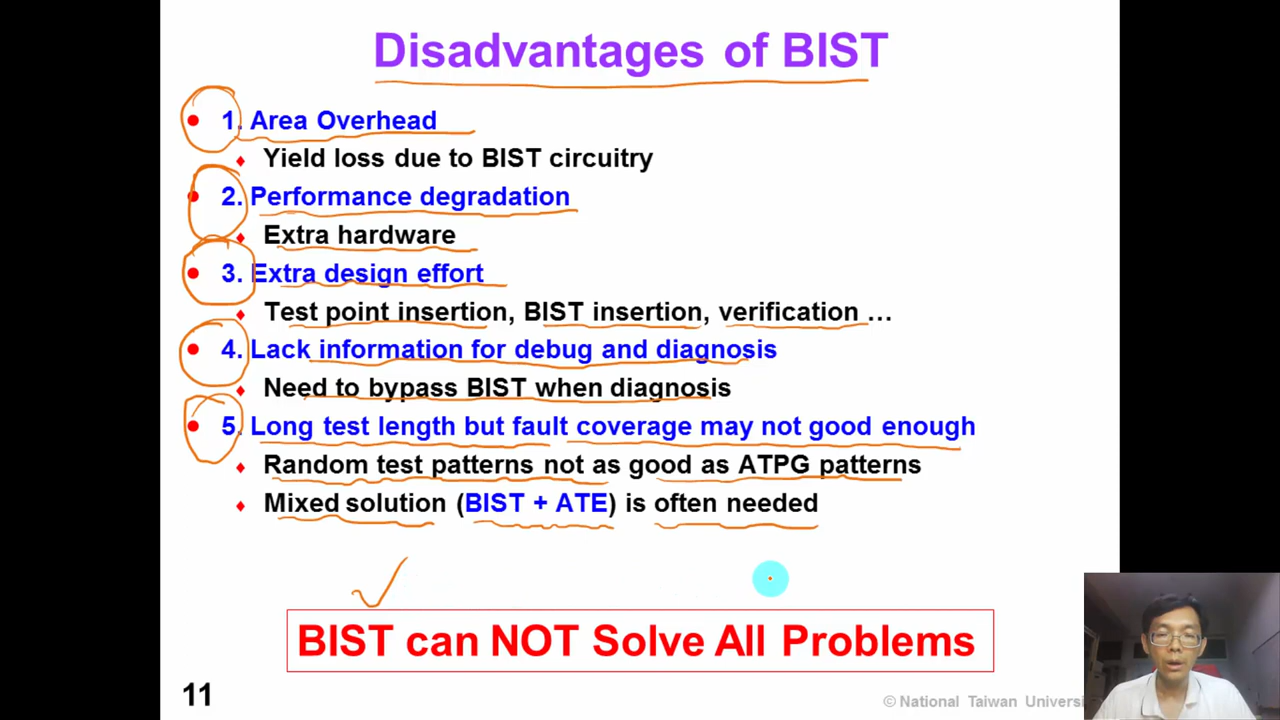 Disadvantages of BIST
1. Area Overhead
Yield loss due to BIST circuitry
2. Performance degradation
Extra hardware
3. Extra design effort
Test point insertion, BIST insertion, verification …
4. Lack information for debug and diagnosis
Need to bypass BIST when diagnosis
5. Long test length but fault coverage may not good enough
Random test patterns not as good as ATPG patterns
Mixed solution (BIST + ATE) is often needed
BIST can NOT Solve All Problems
11
© National Taiwan Universi